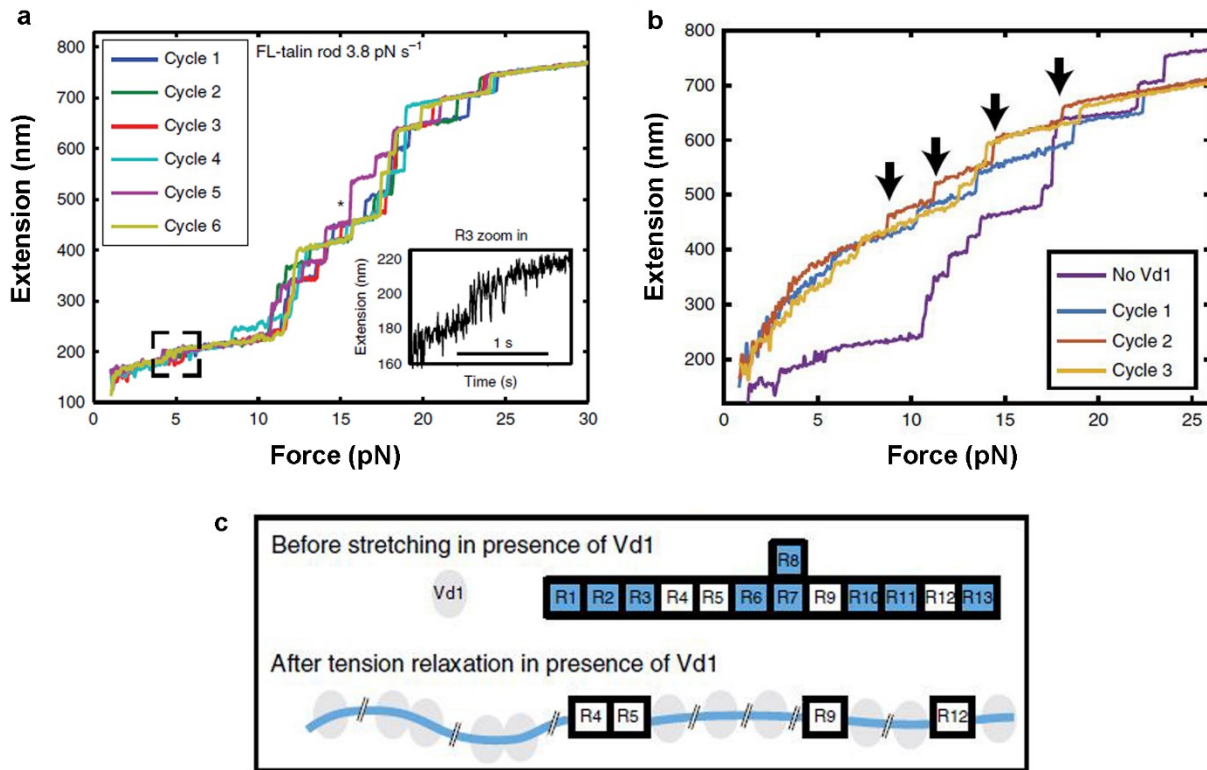 a
800
700
600
500
400
300
200
100
0
5
10
15
20
25
30
Extension (nm)
Force (pN)
Cycle 1
Cycle 2
Cycle 3
Cycle 4
Cycle 5
Cycle 6
FL-talin rod 3.8 pN s⁻¹
*
R3 zoom in
Extension (nm)
220
200
180
160
1 s
Time (s)
b
800
700
600
500
400
300
200
0
5
10
15
20
25
Extension (nm)
Force (pN)
No Vd1
Cycle 1
Cycle 2
Cycle 3
c
Before stretching in presence of Vd1
Vd1
R8
R1 R2 R3 R4 R5 R6 R7 R9 R10 R11 R12 R13
After tension relaxation in presence of Vd1
R4 R5 R9 R12